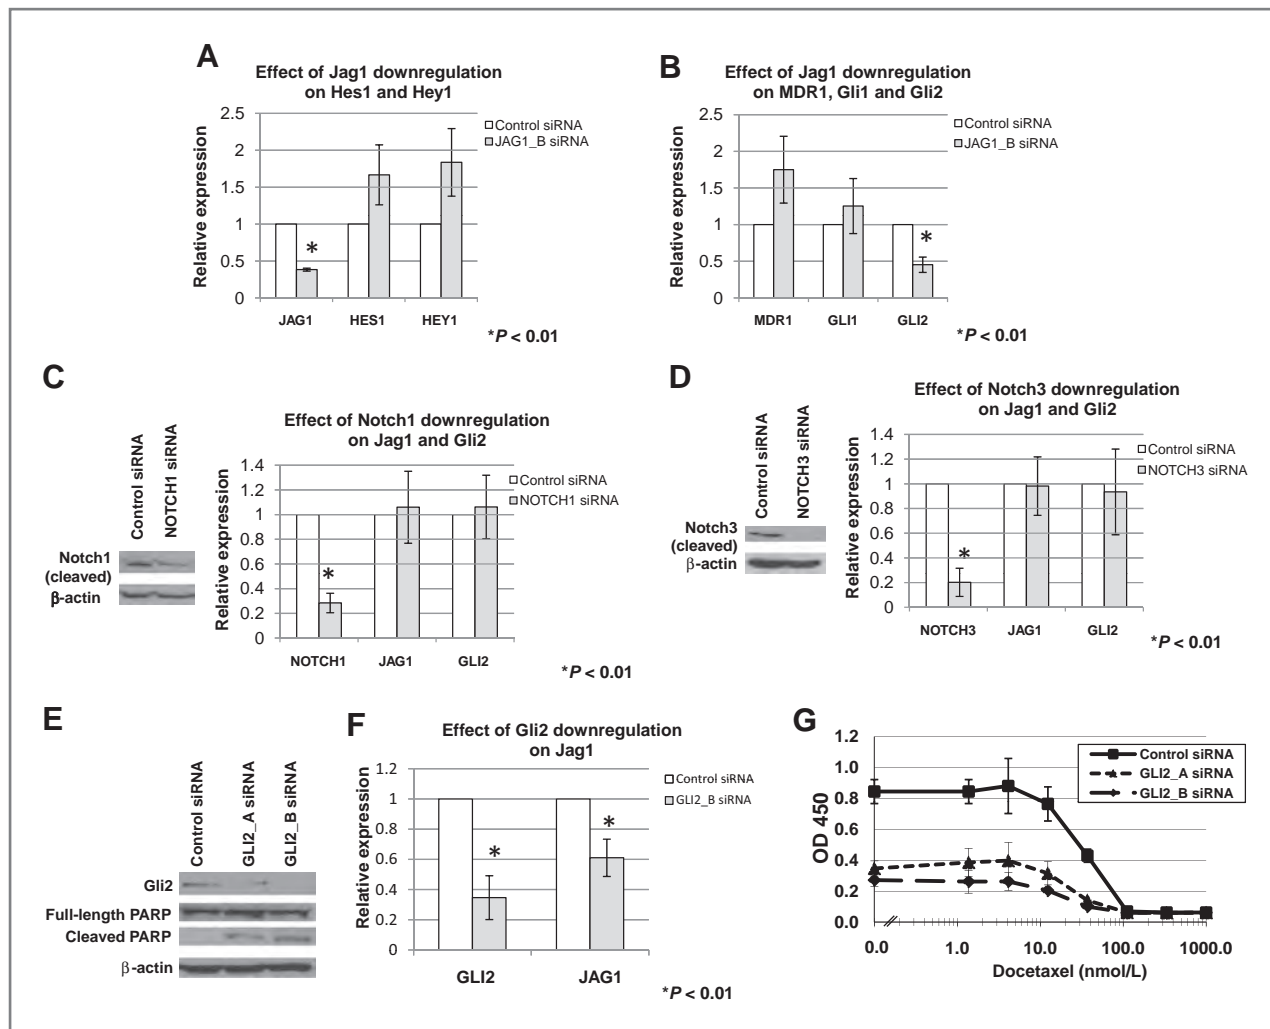 A
Effect of Jag1 downregulation
on Hes1 and Hey1
Relative expression
2.5
2
1.5
1
0.5
0
*
JAG1
HES1
HEY1
Control siRNA
JAG1_B siRNA
*P < 0.01
B
Effect of Jag1 downregulation
on MDR1, Gli1 and Gli2
Relative expression
2.5
2
1.5
1
0.5
0
*
MDR1
GLI1
GLI2
Control siRNA
JAG1_B siRNA
*P < 0.01
C
Control siRNA
NOTCH1 siRNA
Notch1
(cleaved)
β-actin
Effect of Notch1 downregulation
on Jag1 and Gli2
Relative expression
1.4
1.2
1
0.8
0.6
0.4
0.2
0
*
NOTCH1
JAG1
GLI2
Control siRNA
NOTCH1 siRNA
*P < 0.01
D
Control siRNA
NOTCH3 siRNA
Notch3
(cleaved)
β-actin
Effect of Notch3 downregulation
on Jag1 and Gli2
Relative expression
1.4
1.2
1
0.8
0.6
0.4
0.2
0
*
NOTCH3
JAG1
GLI2
Control siRNA
NOTCH3 siRNA
*P < 0.01
E
Control siRNA
GLI2_A siRNA
GLI2_B siRNA
Gli2
Full-length PARP
Cleaved PARP
β-actin
F
Effect of Gli2 downregulation
on Jag1
Relative expression
1.2
1
0.8
0.6
0.4
0.2
0
*
*
GLI2
JAG1
Control siRNA
GLI2_B siRNA
*P < 0.01
G
OD 450
1.2
1.0
0.8
0.6
0.4
0.2
0.0
Control siRNA
GLI2_A siRNA
GLI2_B siRNA
0.0
1.0
10.0
100.0
1000.0
Docetaxel (nmol/L)